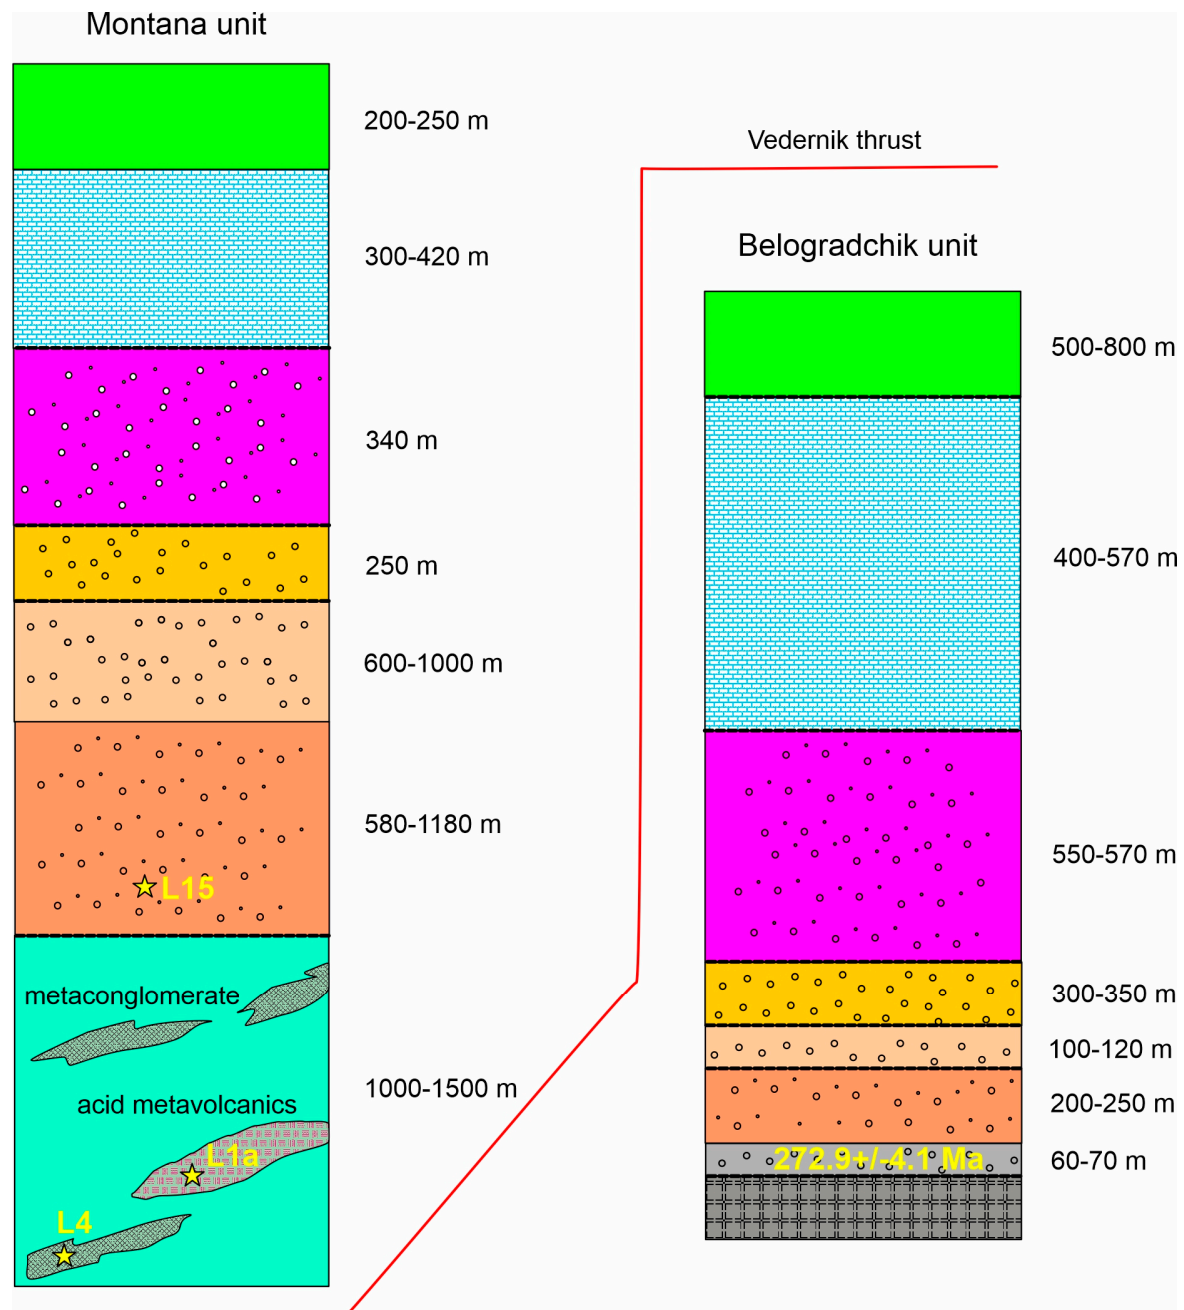 Montana unit
200-250 m
300-420 m
340 m
250 m
600-1000 m
580-1180 m
L15
metaconglomerate
1000-1500 m
acid metavolcanics
L1a
L4
Vedernik thrust
Belogradchik unit
500-800 m
400-570 m
550-570 m
300-350 m
100-120 m
200-250 m
272.9+/-4.1 Ma
60-70 m